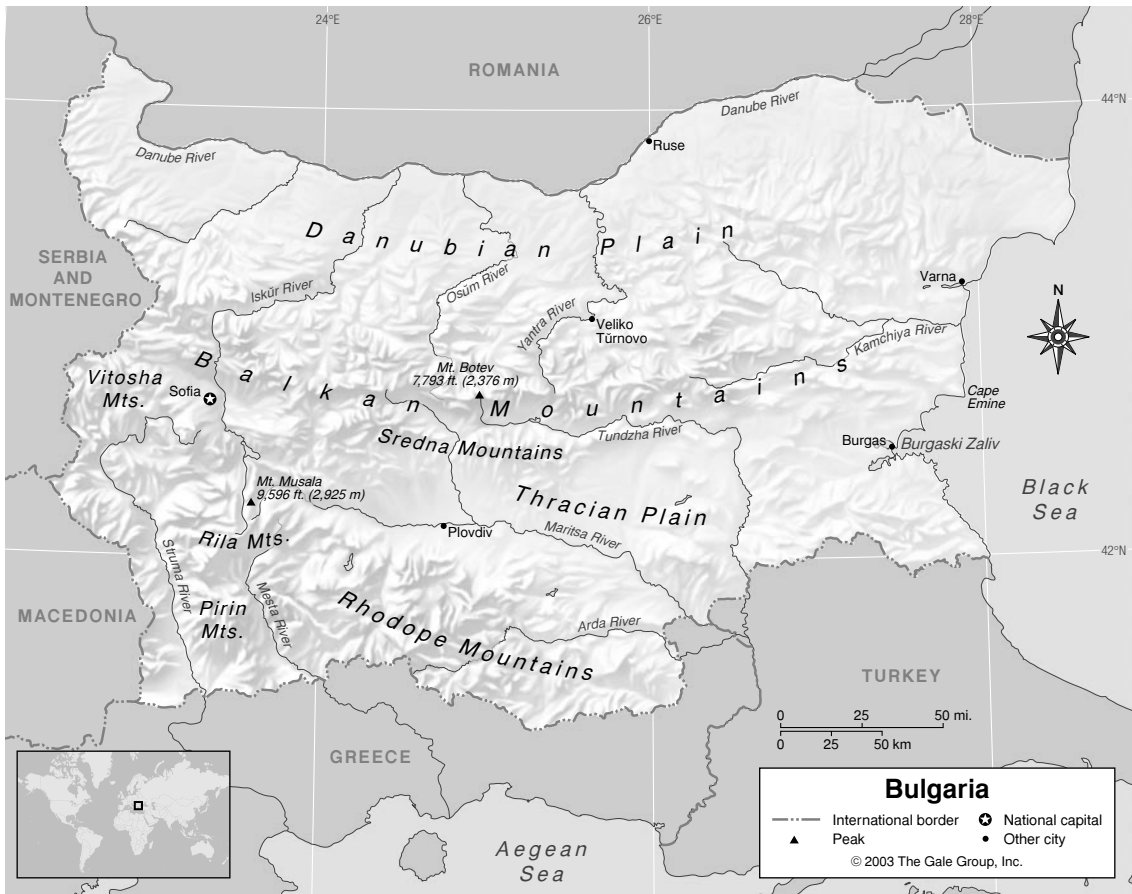 24°E
26°E
28°E
ROMANIA
44°N
Danube River
Ruse
Danube River
Danubian Plain
SERBIA
AND
MONTENEGRO
Varna
Iskŭr River
Osŭm River
Yantra River
Veliko
Tŭrnovo
Kamchiya River
N
Balkan Mountains
Mt. Botev
7,793 ft. (2,376 m)
Vitosha
Mts.
Sofia
Cape
Emine
Tundzha River
Sredna Mountains
Burgas
Burgaski Zaliv
Mt. Musala
9,596 ft. (2,925 m)
Thracian Plain
Black
Sea
Rila Mts.
Plovdiv
Maritsa River
42°N
Struma River
Mesta River
MACEDONIA
Pirin
Mts.
Rhodope Mountains
Arda River
TURKEY
0 25 50 mi.
0 25 50 km
GREECE
Aegean
Sea
Bulgaria
International border
National capital
Peak
Other city
© 2003 The Gale Group, Inc.